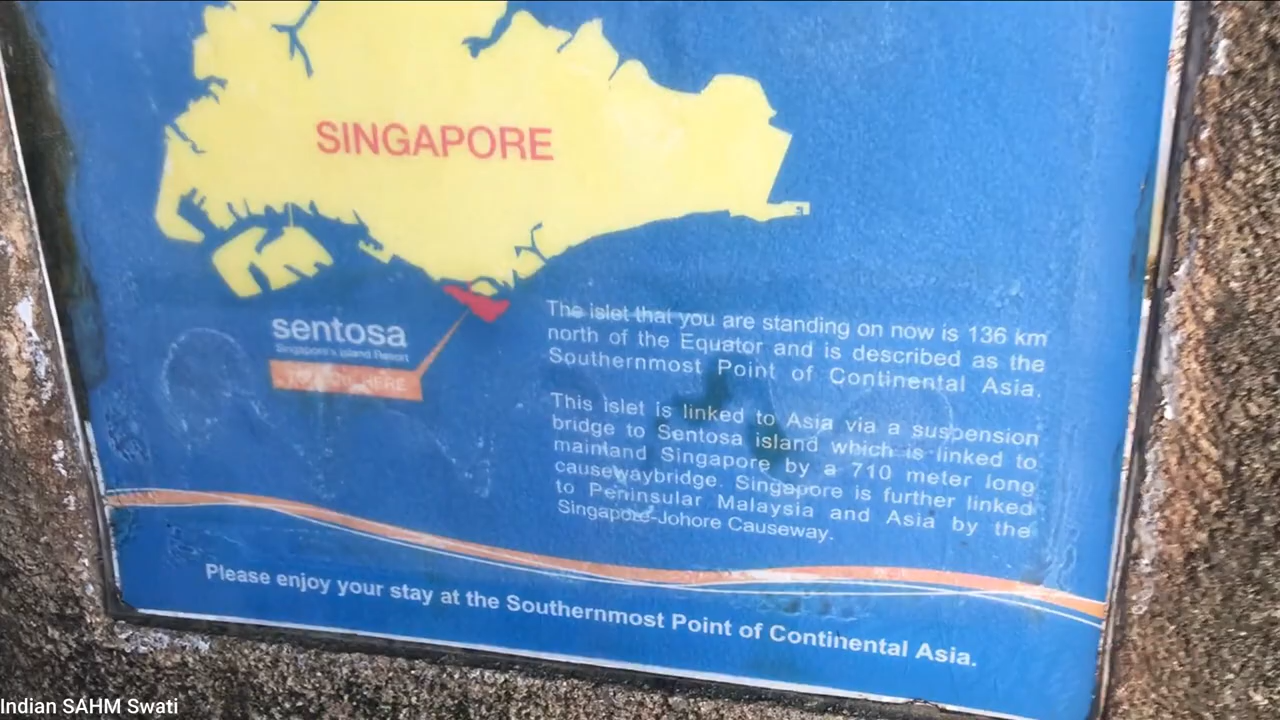 SINGAPORE
sentosa
Singapore's Island Resort
HERE
The islet that you are standing on now is 136 km
north of the Equator and is described as the
Southernmost Point of Continental Asia.
This islet is linked to Asia via a suspension
bridge to Sentosa island which is linked to
mainland Singapore by a 710 meter long
causewaybridge. Singapore is further linked
to Peninsular Malaysia and Asia by the
Singapore-Johore Causeway.
Please enjoy your stay at the Southernmost Point of Continental Asia.
Indian SAHM Swati